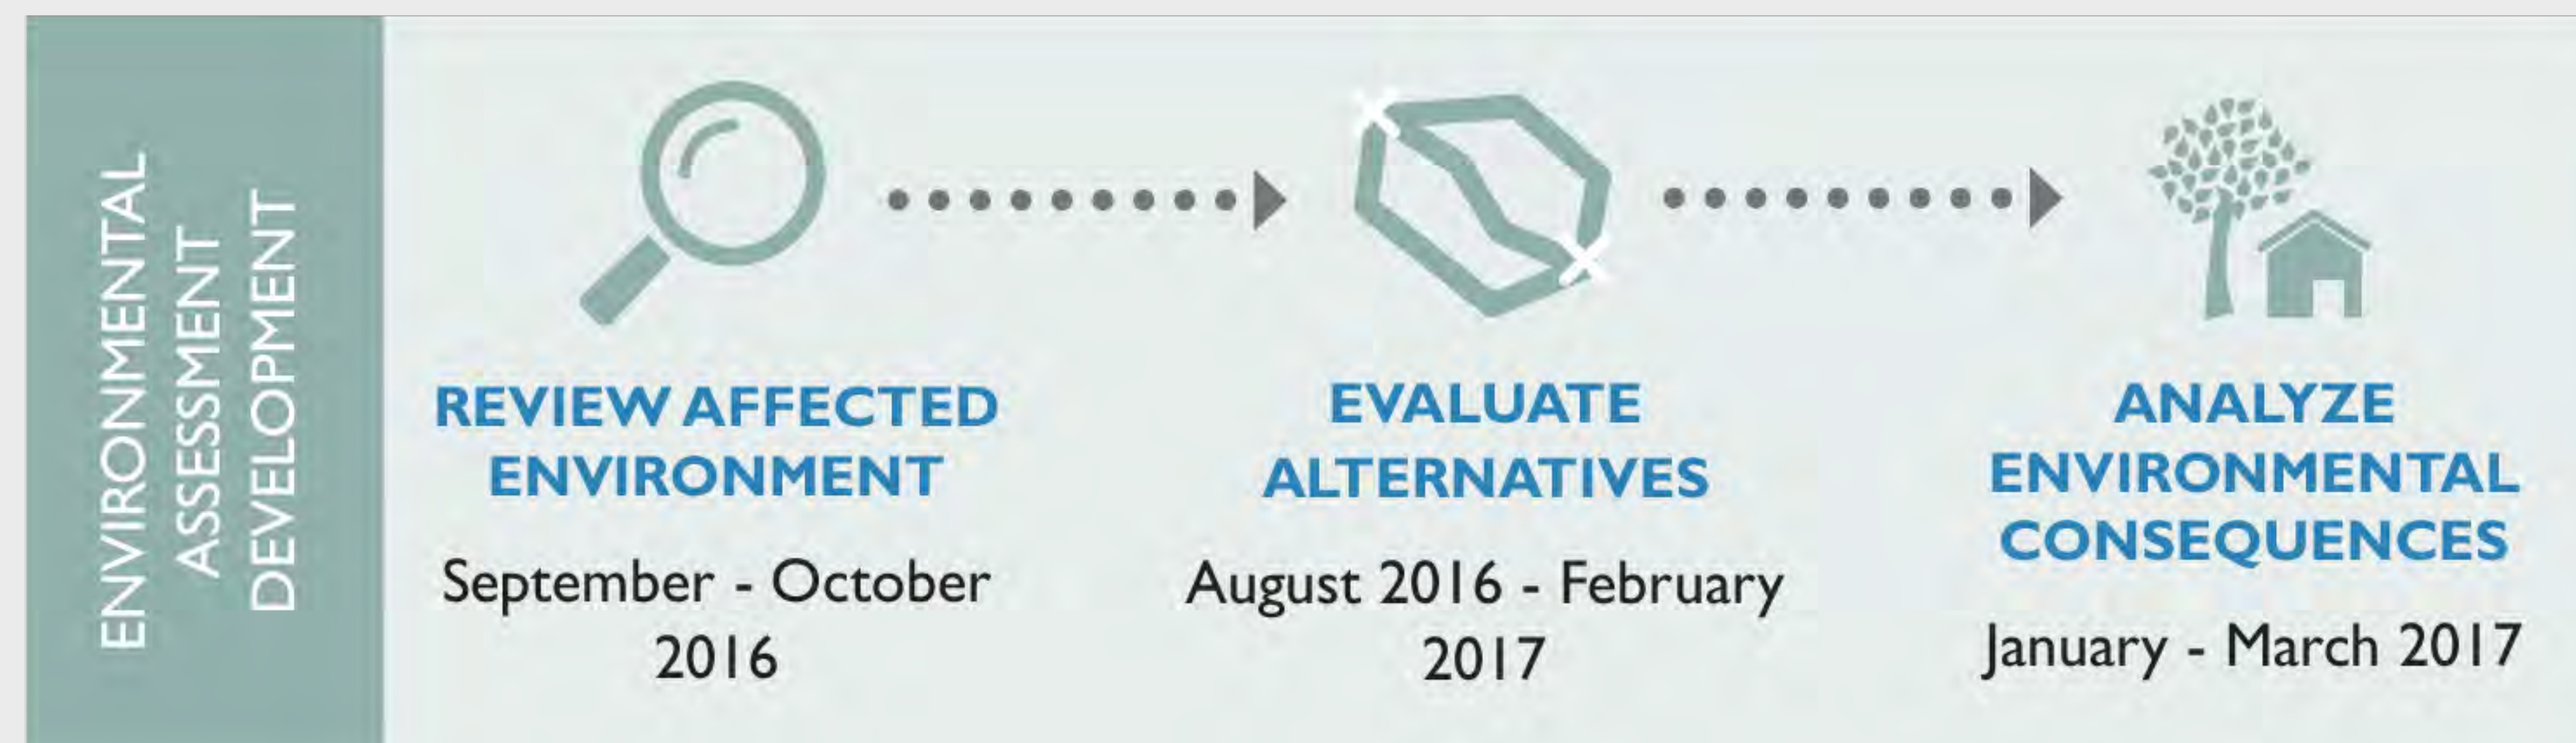 ENVIRONMENTAL
ASSESSMENT
DEVELOPMENT
REVIEW AFFECTED
ENVIRONMENT
September - October
2016
EVALUATE
ALTERNATIVES
August 2016 - February
2017
ANALYZE
ENVIRONMENTAL
CONSEQUENCES
January - March 2017